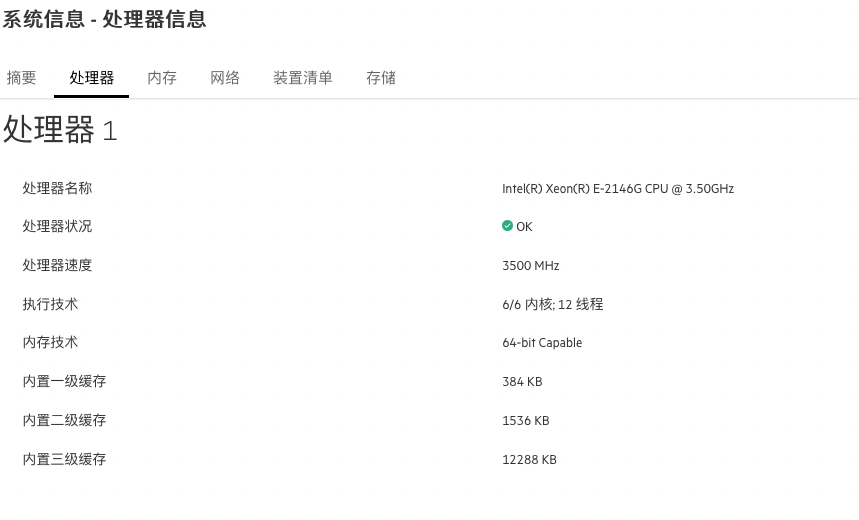 系统信息 - 处理器信息
摘要 处理器 内存 网络 装置清单 存储
处理器 1
处理器名称 Intel(R) Xeon(R) E-2146G CPU @ 3.50GHz
处理器状况 OK
处理器速度 3500 MHz
执行技术 6/6 内核; 12 线程
内存技术 64-bit Capable
内置一级缓存 384 KB
内置二级缓存 1536 KB
内置三级缓存 12288 KB